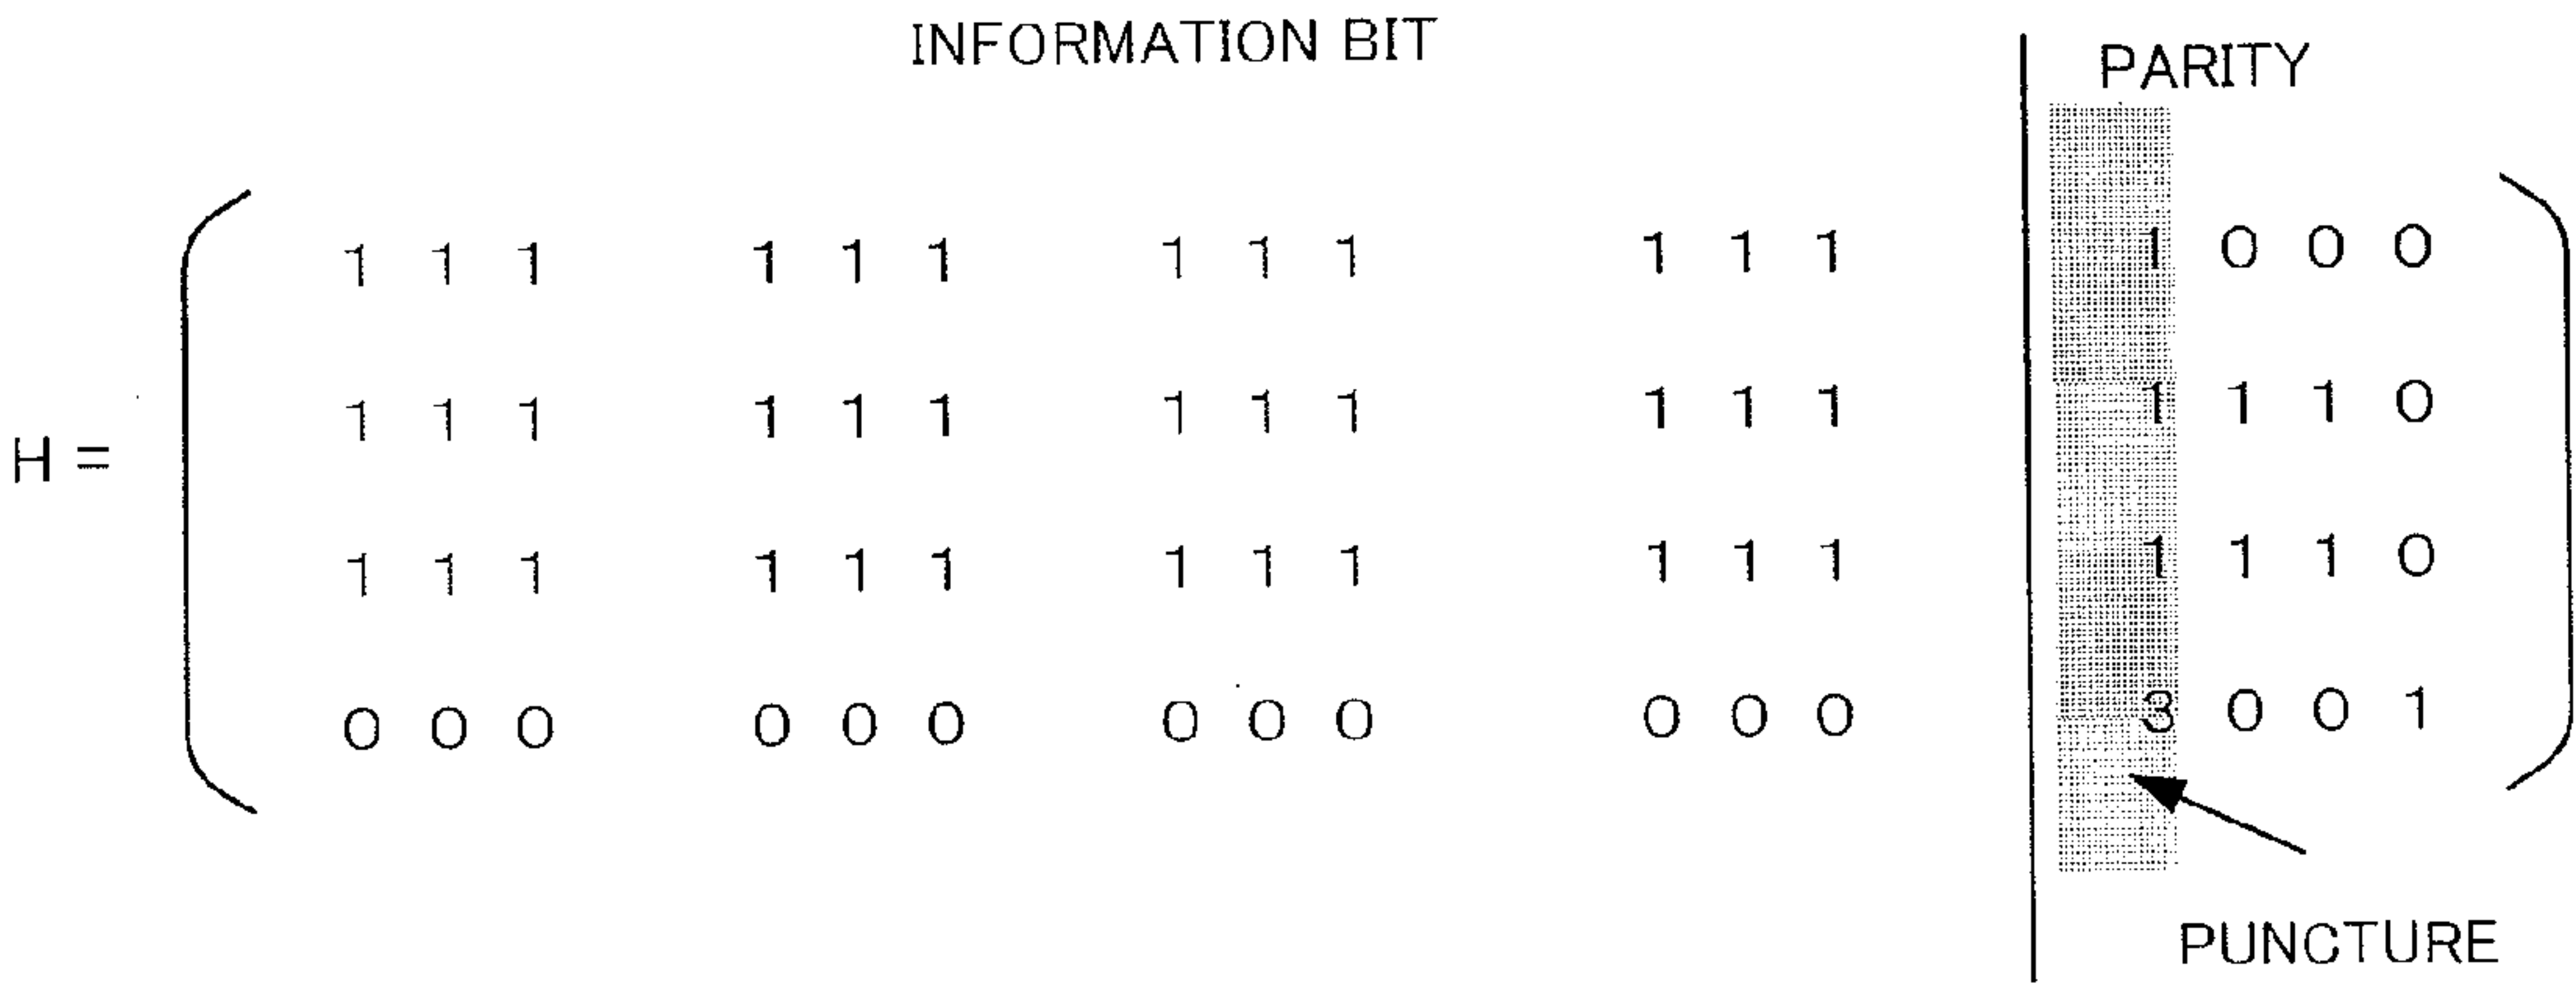 INFORMATION BIT
PARITY
1 1 1 1 1 1 1 1 1 1 1 1 1 0 0 0
1 1 1 1 1 1 1 1 1 1 1 1 1 1 1 0
H =
1 1 1 1 1 1 1 1 1 1 1 1 1 1 1 0
0 0 0 0 0 0 0 0 0 0 0 0 3 0 0 1
PUNCTURE